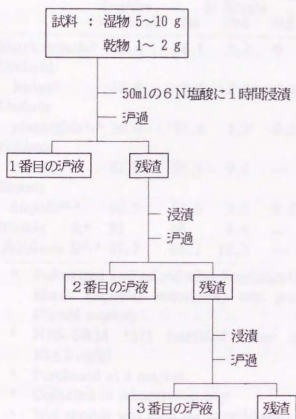 試料 : 湿物 5~10 g
乾物 1~ 2 g
50mlの6N塩酸に1時間浸漬
沪過
1番目の沪液
残渣
浸漬
沪過
2番目の沪液
残渣
浸漬
沪過
3番目の沪液
残渣